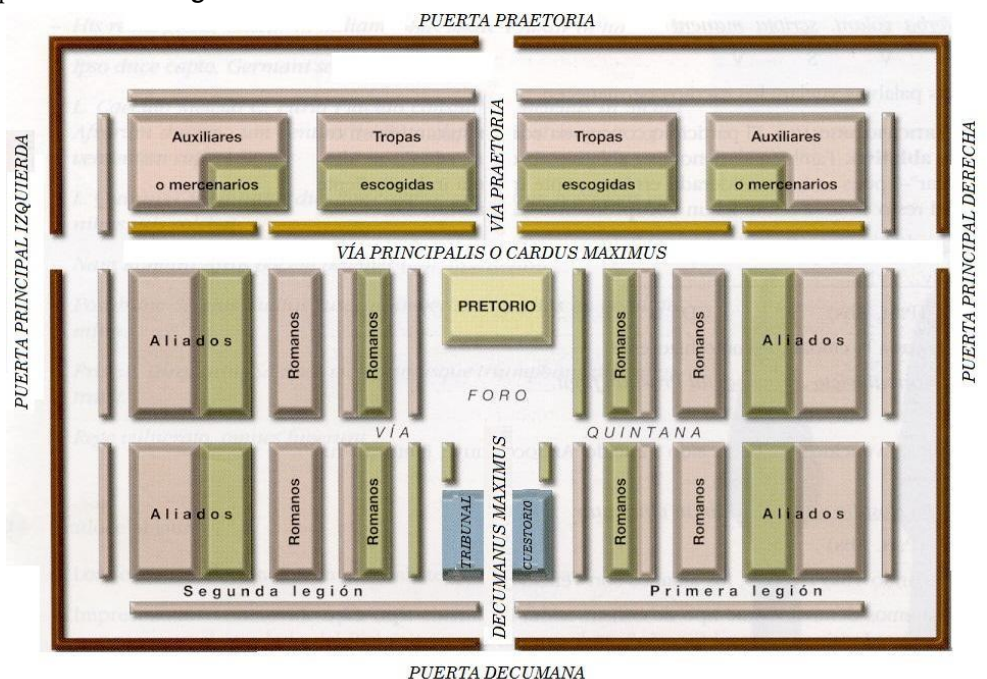 PUERTA PRAETORIA
PUERTA PRINCIPAL IZQUIERDA
PUERTA PRINCIPAL DERECHA
Auxiliares
o mercenarios
Tropas
escogidas
VÍA PRAETORIA
Tropas
escogidas
Auxiliares
o mercenarios
VÍA PRINCIPALIS O CARDUS MAXIMUS
Aliados
Romanos
Romanos
PRETORIO
Romanos
Romanos
Aliados
FORO
VÍA QUINTANA
Aliados
Romanos
Romanos
TRIBUNAL
DECUMANUS MAXIMUS
CUESTORIO
Romanos
Romanos
Aliados
Segunda legión
Primera legión
PUERTA DECUMANA